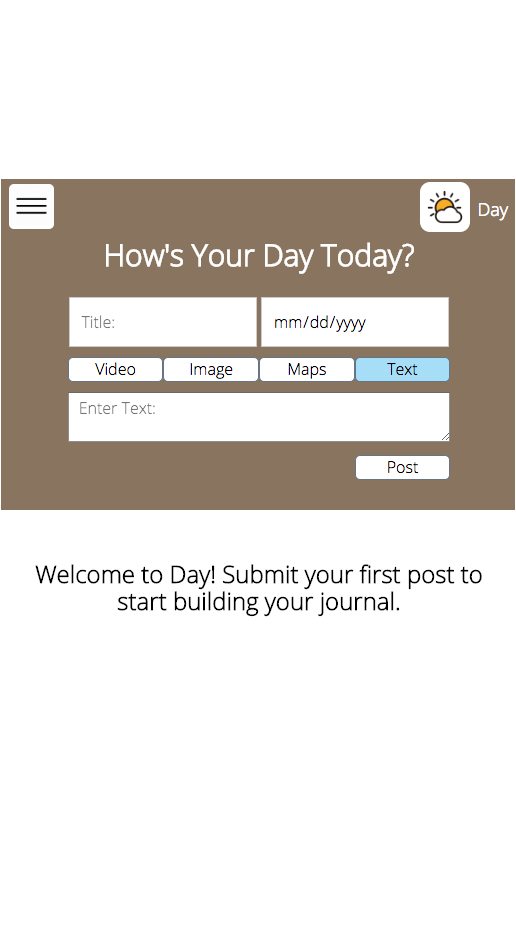 Day
How's Your Day Today?
Title:
mm/dd/yyyy
Video
Image
Maps
Text
Enter Text:
Post
Welcome to Day! Submit your first post to
start building your journal.